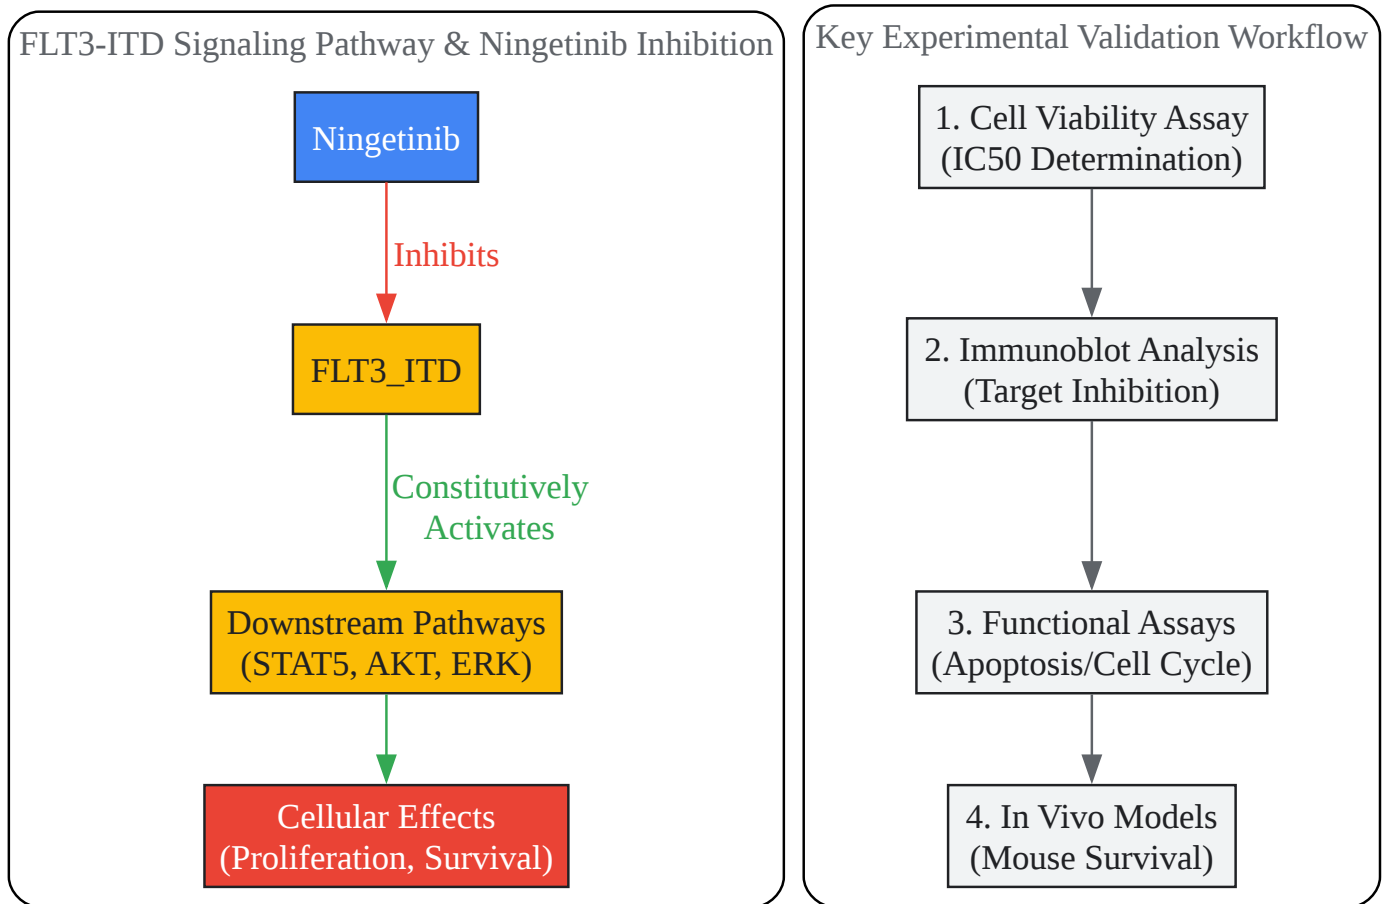 FLT3-ITD Signaling Pathway & Ningetinib Inhibition
Ningetinib
Inhibits
FLT3_ITD
Constitutively
Activates
Downstream Pathways
(STAT5, AKT, ERK)
Cellular Effects
(Proliferation, Survival)
Key Experimental Validation Workflow
1. Cell Viability Assay
(IC50 Determination)
2. Immunoblot Analysis
(Target Inhibition)
3. Functional Assays
(Apoptosis/Cell Cycle)
4. In Vivo Models
(Mouse Survival)